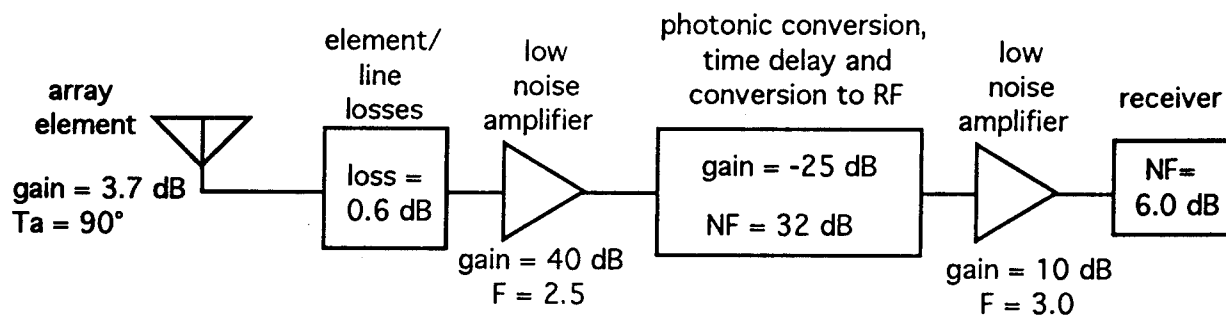 array
element
gain = 3.7 dB
Ta = 90°
element/
line
losses
loss =
0.6 dB
low
noise
amplifier
gain = 40 dB
F = 2.5
photonic conversion,
time delay and
conversion to RF
gain = -25 dB
NF = 32 dB
low
noise
amplifier
gain = 10 dB
F = 3.0
receiver
NF=
6.0 dB